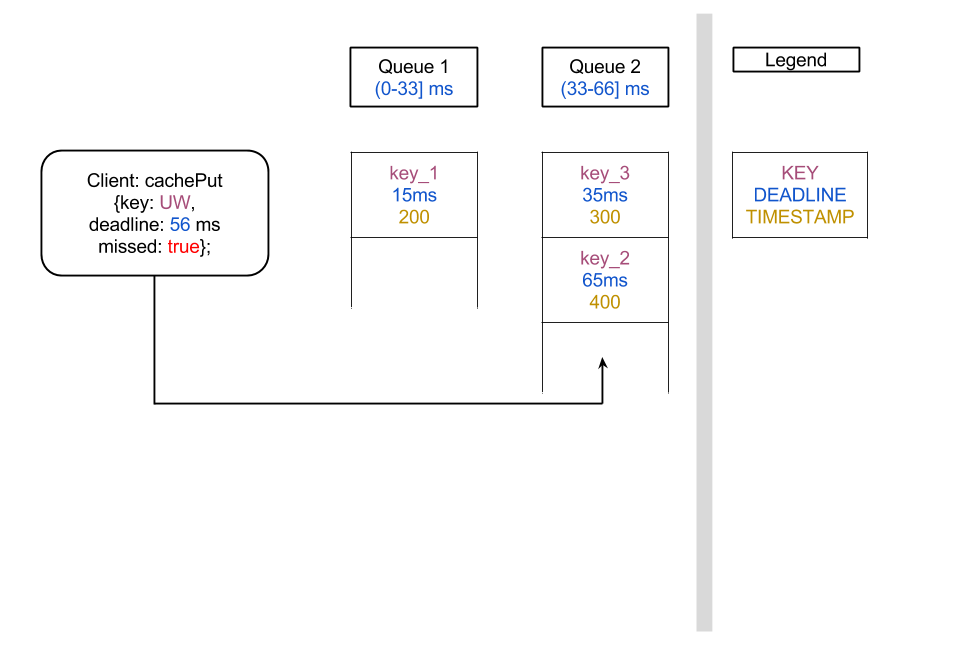 Queue 1
(0-33] ms
Queue 2
(33-66] ms
Legend
Client: cachePut
{key: UW,
deadline: 56 ms
missed: true};
key_1
15ms
200
key_3
35ms
300
key_2
65ms
400
KEY
DEADLINE
TIMESTAMP